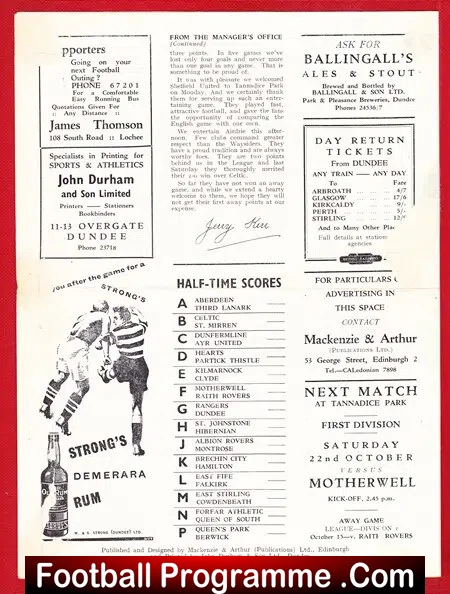 pporters
Going on your
next Football
Outing ?
PHONE 67201
For a Comfortable
Easy Running Bus
Quotations Given For
:: Any Distance ::
James Thomson
108 South Road :: Lochee
Specialists in Printing for
SPORTS & ATHLETICS
John Durham
and Son Limited
Printers — Stationers
Bookbinders
11-13 OVERGATE
DUNDEE
Phone 23718
you after the game for a
STRONG'S
STRONG'S
DEMERARA
RUM
W. & S. STRONG (DUNDEE) LTD.
FROM THE MANAGER'S OFFICE
(Continued)
three points. In five games we've
lost only four goals and never more
than one in any game. That is
something to be proud of.
It was with pleasure we welcomed
Sheffield United to Tannadice Park
on Monday. And we certainly thank
them for serving up such an enter-
taining game. They played fast,
attractive football, and gave the fans
the opportunity of comparing the
English game with our own.
We entertain Airdrie this after-
noon. Few clubs command greater
respect than the Waysiders. They
have a proud tradition and are always
worthy foes. They are two points
behind us in the League and last
Saturday they thoroughly merited
their 2-0 win over Celtic.
So far they have not won an away
game, and while we extend a hearty
welcome to them, we hope they will
not get their first away points at our
expense.
Jerry Kerr
HALF-TIME SCORES
A ABERDEEN
THIRD LANARK
B CELTIC
ST. MIRREN
C DUNFERMLINE
AYR UNITED
D HEARTS
PARTICK THISTLE
E KILMARNOCK
CLYDE
F MOTHERWELL
RAITH ROVERS
G RANGERS
DUNDEE
H ST. JOHNSTONE
HIBERNIAN
J ALBION ROVERS
MONTROSE
K BRECHIN CITY
HAMILTON
L EAST FIFE
FALKIRK
M EAST STIRLING
COWDENBEATH
N FORFAR ATHLETIC
QUEEN OF SOUTH
P QUEEN'S PARK
BERWICK
ASK FOR
BALLINGALL'S
ALES & STOUT
Brewed and Bottled by
BALLINGALL & SON LTD.
Park & Pleasance Breweries, Dundee
Phones 24536/7
DAY RETURN
TICKETS
From DUNDEE
ANY TRAIN — ANY DAY
To Fare
ARBROATH 4/7
GLASGOW 17/6
KIRKCALDY 9/-
PERTH 5/-
STIRLING 12/
And to Many Other Plac
Full details at station
agencies
FOR PARTICULARS
ADVERTISING IN
THIS SPACE
CONTACT
Mackenzie & Arthur
(PUBLICATIONS LTD.)
53 George Street, Edinburgh 2
Tel.—CALedonian 7898
NEXT MATCH
AT TANNADICE PARK
FIRST DIVISION
SATURDAY
22nd OCTOBER
VERSUS
MOTHERWELL
KICK-OFF, 2.45 p.m.
AWAY GAME
LEAGUE—DIVISION 1
October 15—v. RAITH ROVERS
Published and Designed by Mackenzie & Arthur (Publications) Ltd., Edinburgh
Football Programme .Com